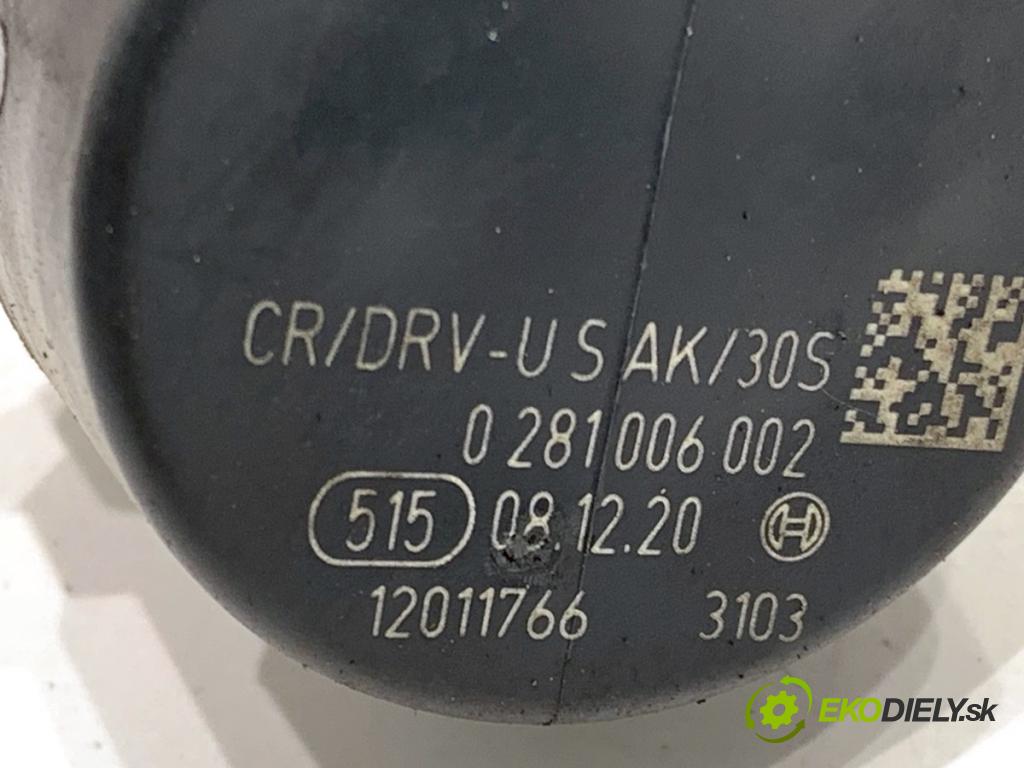 CR/DRV-U S AK/30S
0 281 006 002
515 08.12.20
12011766 3103
EKODIELY.sk